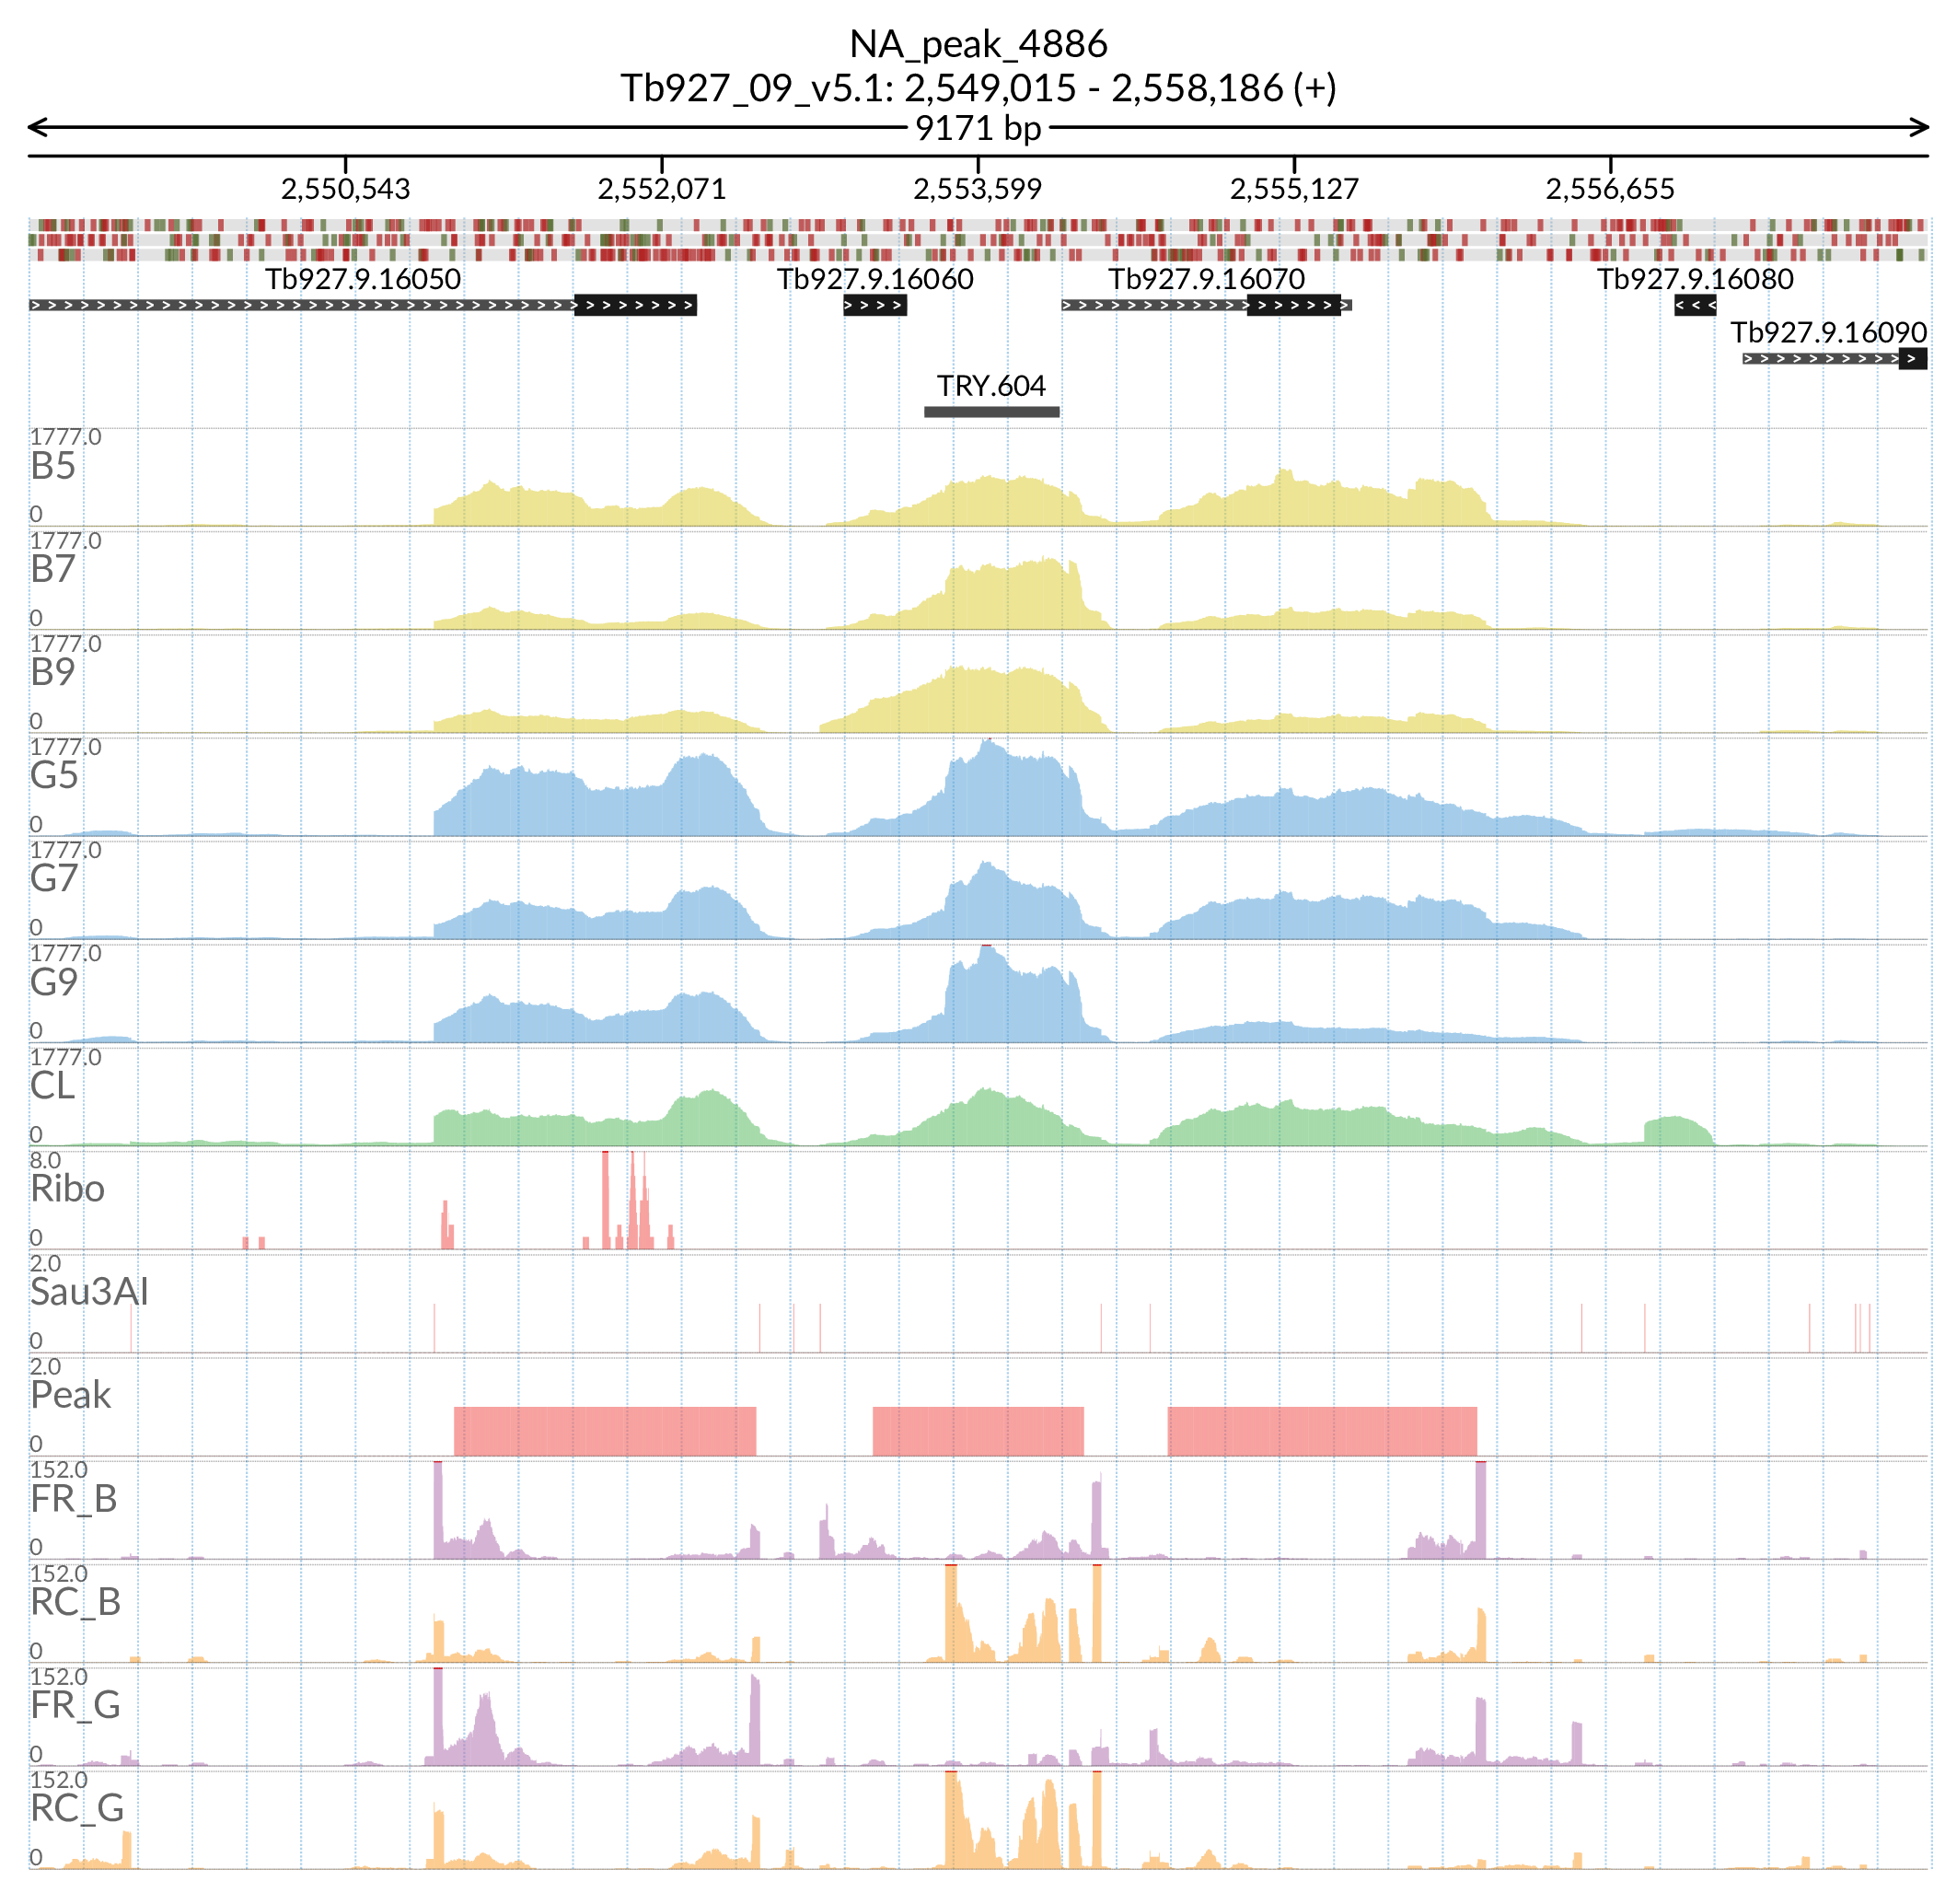 NA_peak_4886
Tb927_09_v5.1: 2,549,015 - 2,558,186 (+)
9171 bp
2,550,543 2,552,071 2,553,599 2,555,127 2,556,655
Tb927.9.16050 Tb927.9.16060 Tb927.9.16070 Tb927.9.16080
Tb927.9.16090
TRY.604
1777.0
B5
0
1777.0
B7
0
1777.0
B9
0
1777.0
G5
0
1777.0
G7
0
1777.0
G9
0
1777.0
CL
0
8.0
Ribo
0
2.0
Sau3AI
0
2.0
Peak
0
152.0
FR_B
0
152.0
RC_B
0
152.0
FR_G
0
152.0
RC_G
0